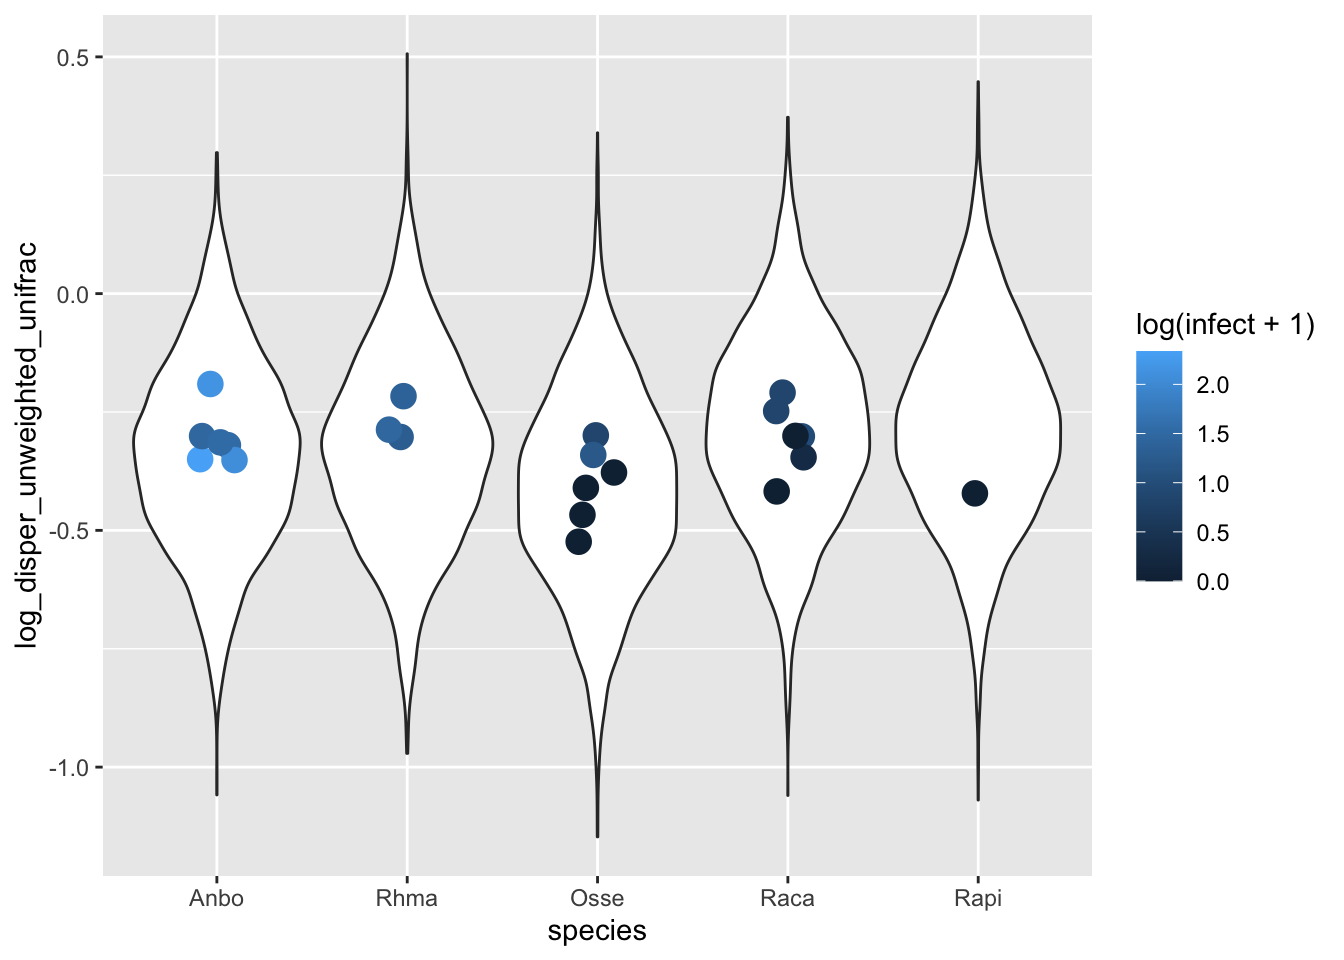 log_disper_unweighted_unifrac
0.5
0.0
-0.5
-1.0
Anbo Rhma Osse Raca Rapi
species
log(infect + 1)
2.0
1.5
1.0
0.5
0.0